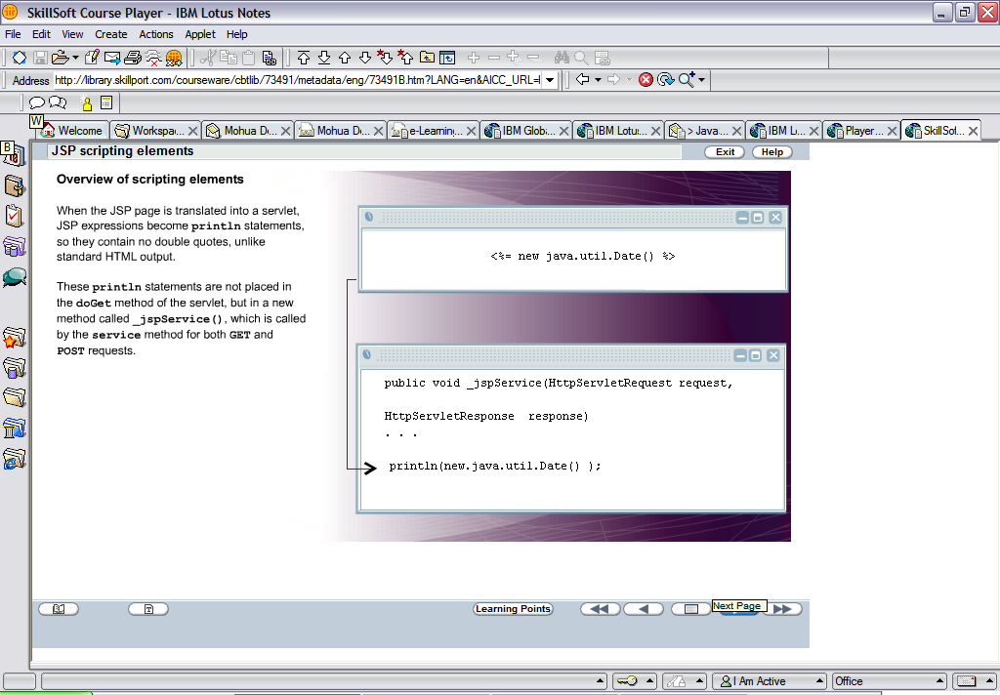 SkillSoft Course Player - IBM Lotus Notes
File Edit View Create Actions Applet Help
Address http://library.skillport.com/courseware/cbtlib/73491/metadata/eng/73491B.htm?LANG=en&AICC_URL=
W
Welcome Workspa... Mohua D... Mohua D... e-Learnin... IBM Glob... IBM Lotu... > Java... IBM L... Player... SkillSof...
B
JSP scripting elements Exit Help
Overview of scripting elements
When the JSP page is translated into a servlet,
JSP expressions become println statements,
so they contain no double quotes, unlike
standard HTML output.
These println statements are not placed in
the doGet method of the servlet, but in a new
method called _jspService(), which is called
by the service method for both GET and
POST requests.
<%= new java.util.Date() %>
public void _jspService(HttpServletRequest request,
HttpServletResponse response)
. . .
println(new.java.util.Date() );
Learning Points
Next Page
I Am Active Office